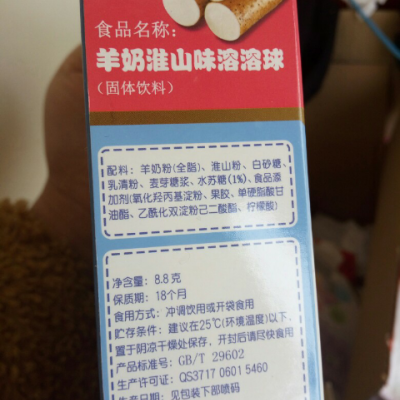 食品名称:
羊奶淮山味溶溶球
(固体饮料)
配料: 羊奶粉(全脂)、淮山粉、白砂糖、
乳清粉、麦芽糖浆、水苏糖(1%)、食品添
加剂(氧化羟丙基淀粉、果胶、单硬脂酸甘
油酯、乙酰化双淀粉己二酸酯、柠檬酸)
净含量: 8.8克
保质期: 18个月
食用方式: 冲调饮用或开袋食用
贮存条件: 建议在25℃(环境温度)以下,
置于阴凉干燥处保存, 开封后请尽快食用
产品标准号: GB/T 29602
生产许可证: QS3717 0601 5460
生产日期: 见包装下部喷码